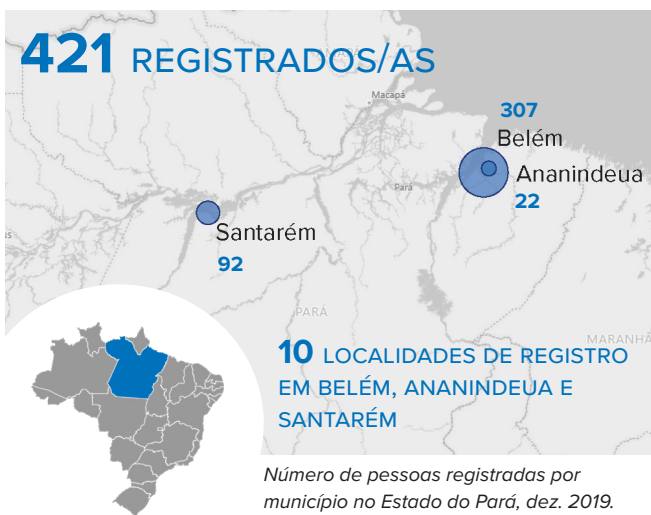 421 REGISTRADOS/AS
Macapá
307
Belém
Ananindeua
Pará
22
Santarém
92
PARÁ
MARANHÃ
10 LOCALIDADES DE REGISTRO
EM BELÉM, ANANINDEUA E
SANTARÉM
Número de pessoas registradas por
município no Estado do Pará, dez. 2019.